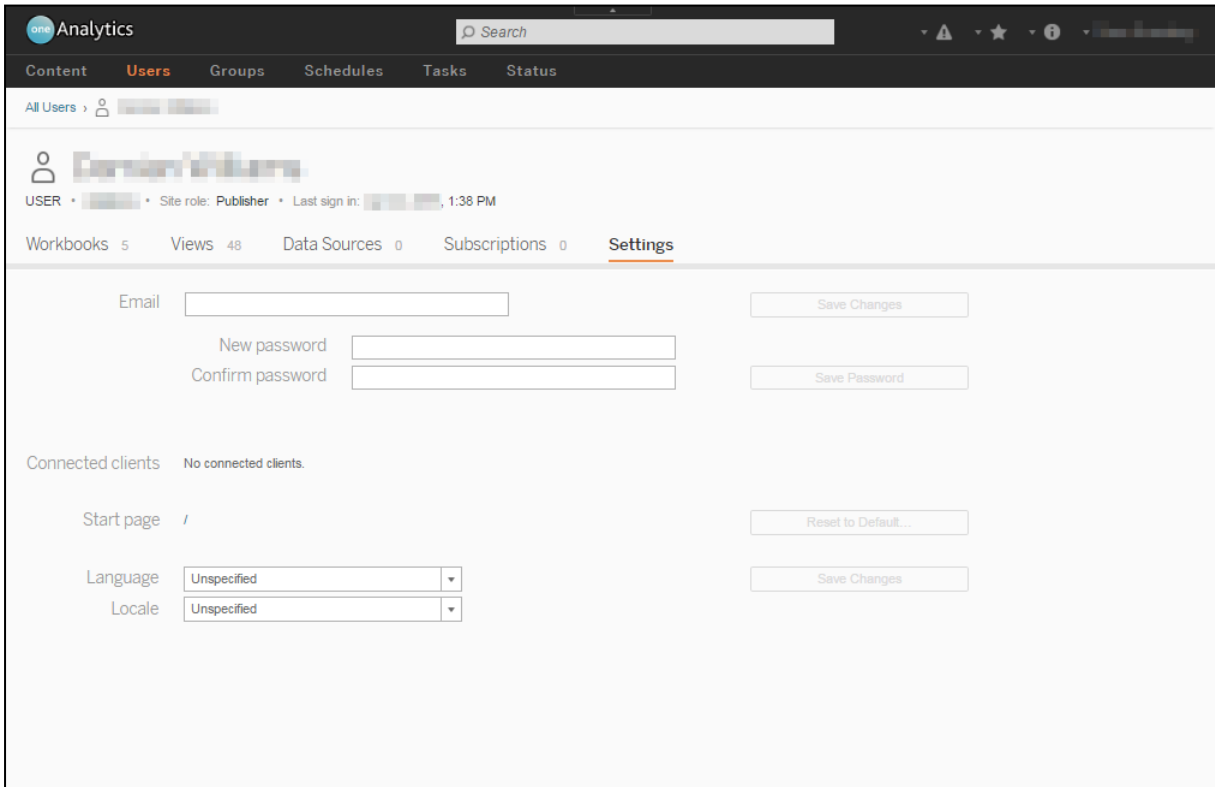 one Analytics
Search
Content Users Groups Schedules Tasks Status
All Users ›
USER • • Site role: Publisher • Last sign in: , 1:38 PM
Workbooks 5 Views 48 Data Sources 0 Subscriptions 0 Settings
Email Save Changes
New password
Confirm password Save Password
Connected clients No connected clients.
Start page / Reset to Default...
Language Unspecified Save Changes
Locale Unspecified